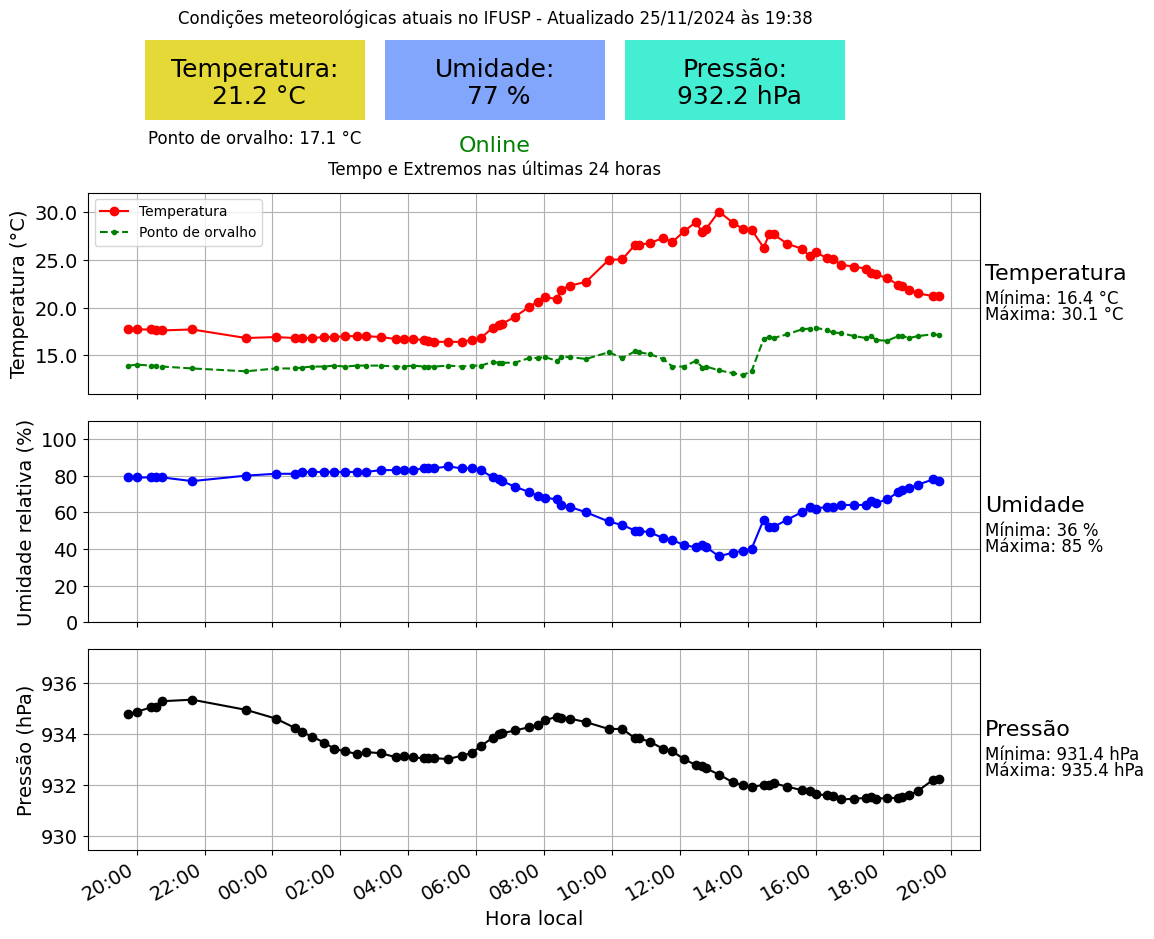 Condições meteorológicas atuais no IFUSP - Atualizado 25/11/2024 às 19:38
Temperatura:
21.2 °C
Umidade:
77 %
Pressão:
932.2 hPa
Ponto de orvalho: 17.1 °C
Online
Tempo e Extremos nas últimas 24 horas
Temperatura (°C)
30.0
25.0
20.0
15.0
Temperatura
Ponto de orvalho
Temperatura
Mínima: 16.4 °C
Máxima: 30.1 °C
Umidade relativa (%)
100
80
60
40
20
0
Umidade
Mínima: 36 %
Máxima: 85 %
Pressão (hPa)
936
934
932
930
Pressão
Mínima: 931.4 hPa
Máxima: 935.4 hPa
20:00 22:00 00:00 02:00 04:00 06:00 08:00 10:00 12:00 14:00 16:00 18:00 20:00
Hora local